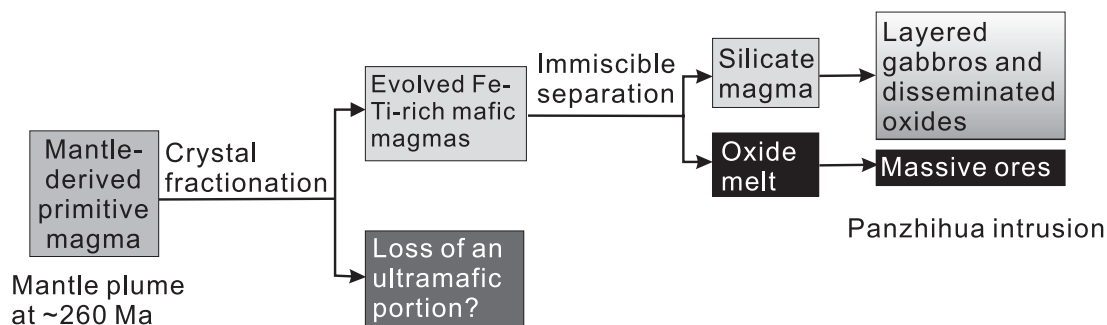 Mantle-
derived
primitive
magma
Mantle plume
at ~260 Ma
Crystal
fractionation
Evolved Fe-
Ti-rich mafic
magmas
Loss of an
ultramafic
portion?
Immiscible
separation
Silicate
magma
Oxide
melt
Layered
gabbros and
disseminated
oxides
Massive ores
Panzhihua intrusion